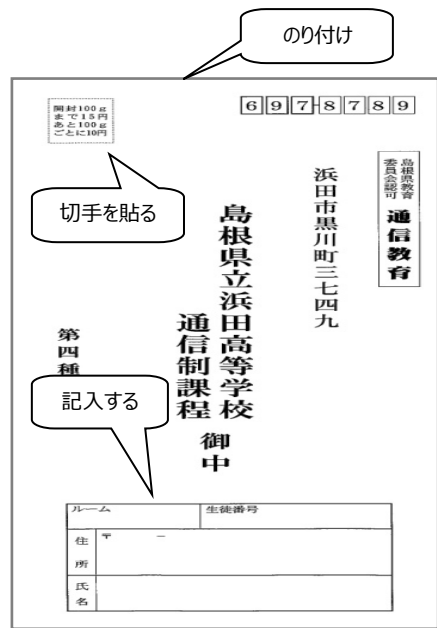 のり付け
開封100g
まで15円
あと100g
ごとに10円
697-8789
切手を貼る
島根県教育
委員会認可
通信教育
浜田市黒川町三七四九
島根県立浜田高等学校
通信制課程
御中
第四種
記入する
ルーム
生徒番号
住所
〒 －
氏名